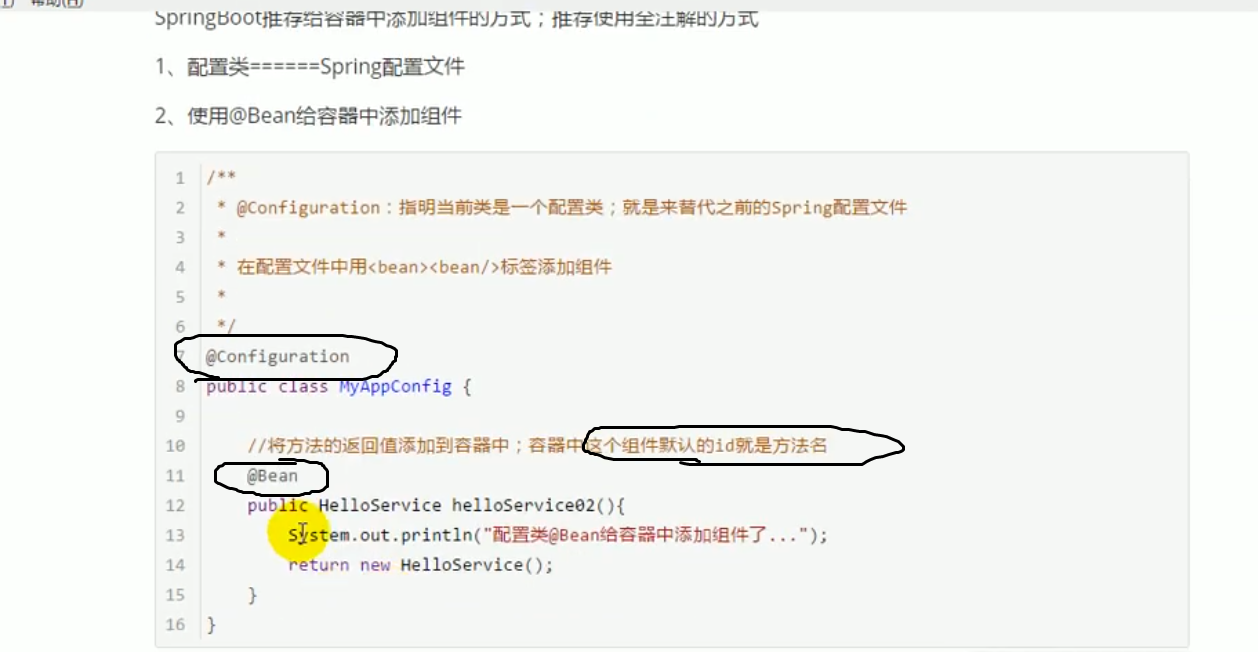 帮助(H)
SpringBoot推荐给容器中添加组件的方式；推荐使用全注解的方式
1、配置类======Spring配置文件
2、使用@Bean给容器中添加组件
1 /**
2 * @Configuration：指明当前类是一个配置类；就是来替代之前的Spring配置文件
3 *
4 * 在配置文件中用<bean><bean/>标签添加组件
5 *
6 */
7 @Configuration
8 public class MyAppConfig {
9
10 //将方法的返回值添加到容器中；容器中这个组件默认的id就是方法名
11 @Bean
12 public HelloService helloService02(){
13 System.out.println("配置类@Bean给容器中添加组件了...");
14 return new HelloService();
15 }
16 }